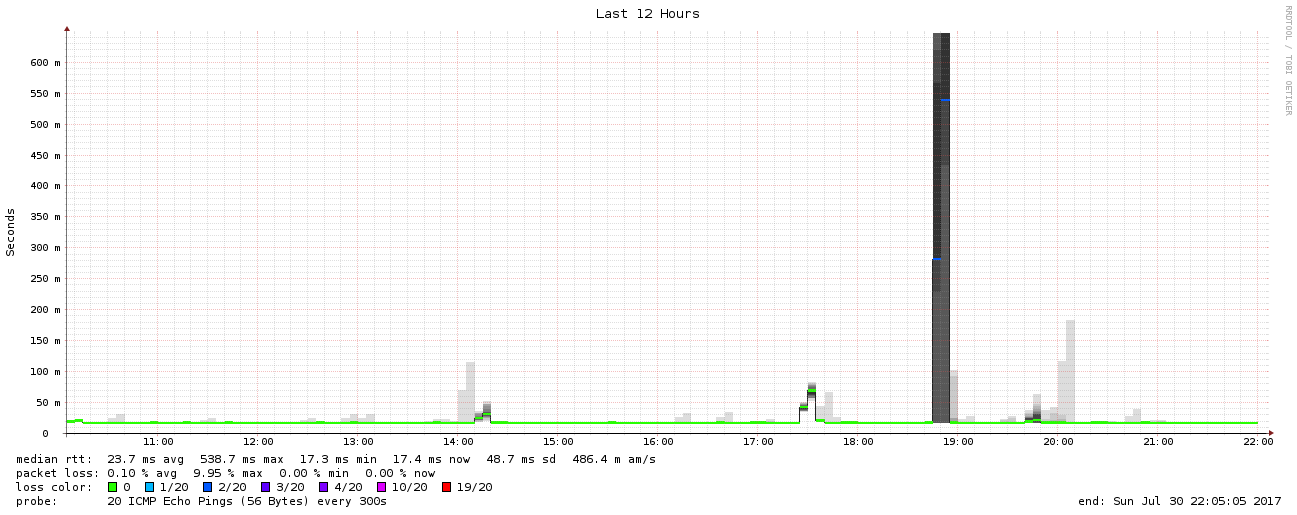 Last 12 Hours
RRDTOOL / TOBI OETIKER
Seconds
600 m
550 m
500 m
450 m
400 m
350 m
300 m
250 m
200 m
150 m
100 m
50 m
0
11:00 12:00 13:00 14:00 15:00 16:00 17:00 18:00 19:00 20:00 21:00 22:00
median rtt: 23.7 ms avg 538.7 ms max 17.3 ms min 17.4 ms now 48.7 ms sd 486.4 m am/s
packet loss: 0.10 % avg 9.95 % max 0.00 % min 0.00 % now
loss color: 0 1/20 2/20 3/20 4/20 10/20 19/20
probe: 20 ICMP Echo Pings (56 Bytes) every 300s end: Sun Jul 30 22:05:05 2017